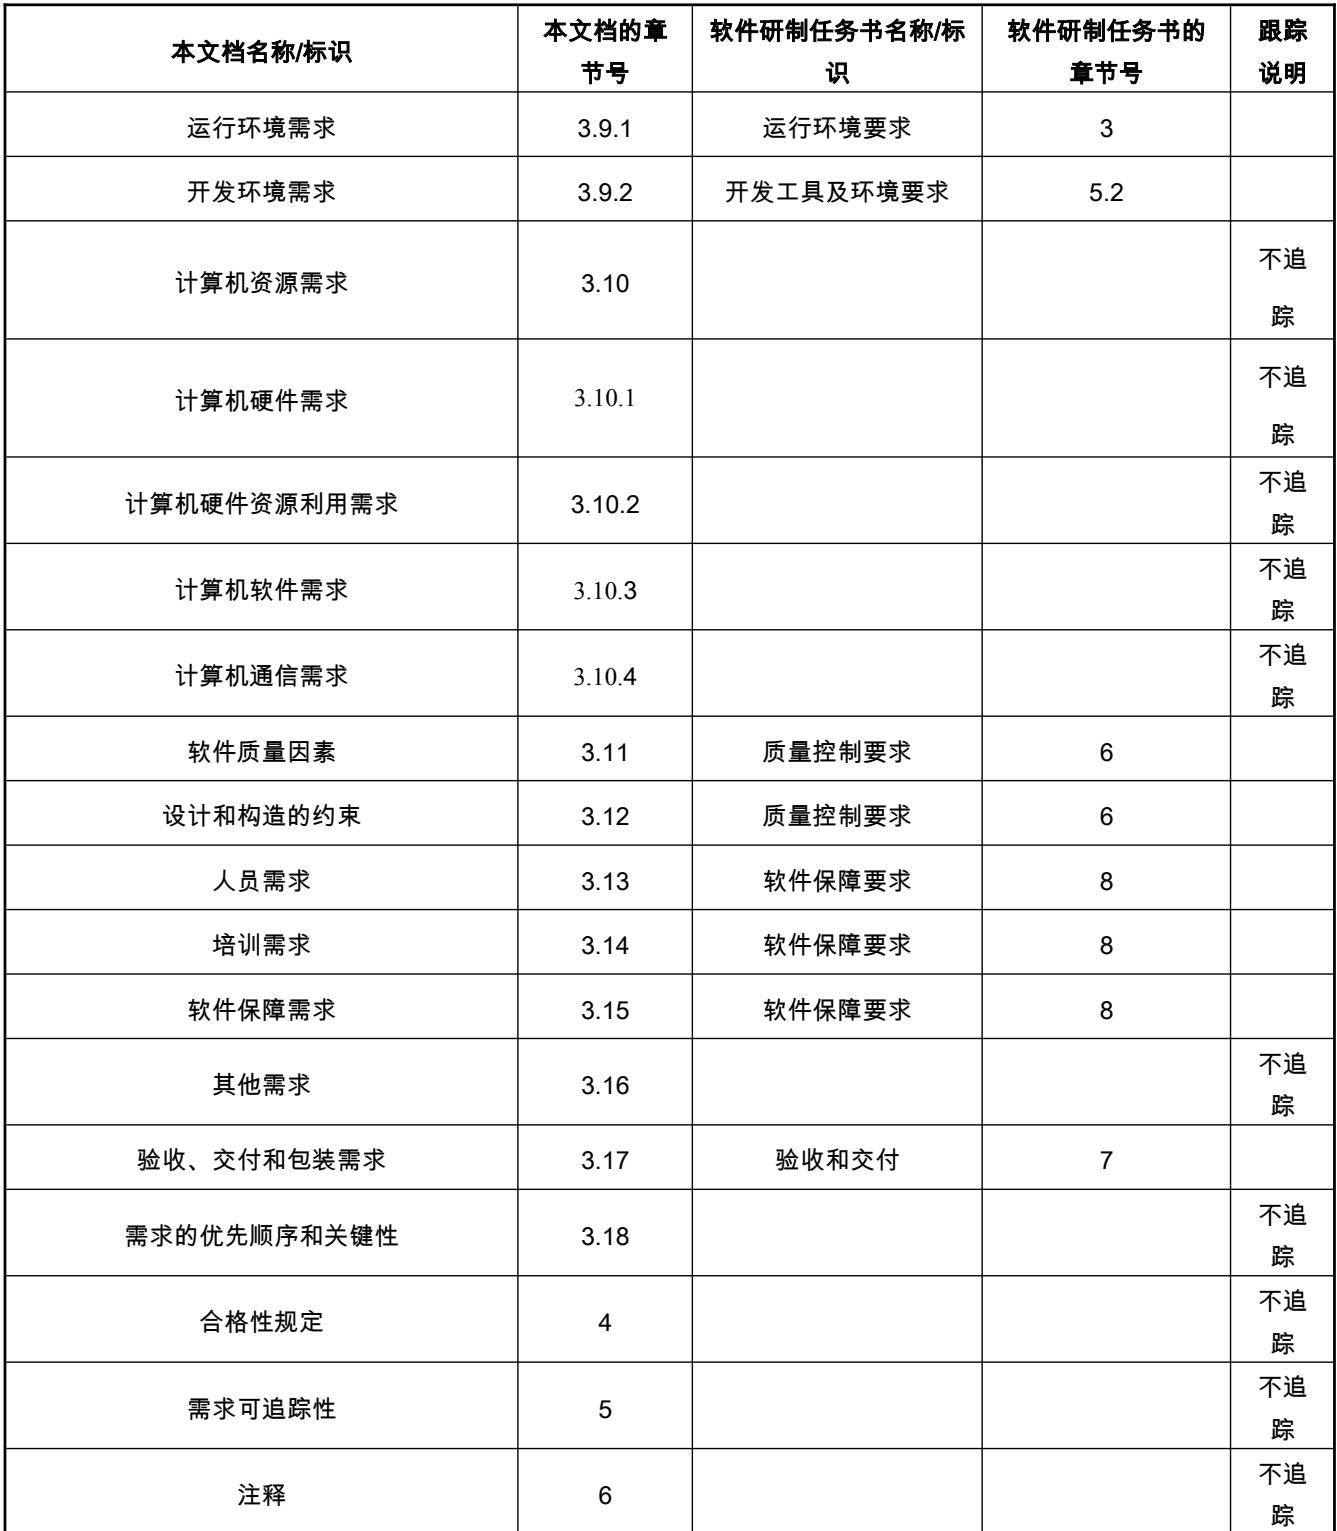 本文档名称/标识 本文档的章 软件研制任务书名称/标 软件研制任务书的 跟踪
节号 识 章节号 说明
运行环境需求 3.9.1 运行环境要求 3
开发环境需求 3.9.2 开发工具及环境要求 5.2
计算机资源需求 3.10 不追
踪
计算机硬件需求 3.10.1 不追
踪
计算机硬件资源利用需求 3.10.2 不追
踪
计算机软件需求 3.10.3 不追
踪
计算机通信需求 3.10.4 不追
踪
软件质量因素 3.11 质量控制要求 6
设计和构造的约束 3.12 质量控制要求 6
人员需求 3.13 软件保障要求 8
培训需求 3.14 软件保障要求 8
软件保障需求 3.15 软件保障要求 8
其他需求 3.16 不追
踪
验收、交付和包装需求 3.17 验收和交付 7
需求的优先顺序和关键性 3.18 不追
踪
合格性规定 4 不追
踪
需求可追踪性 5 不追
踪
注释 6 不追
踪